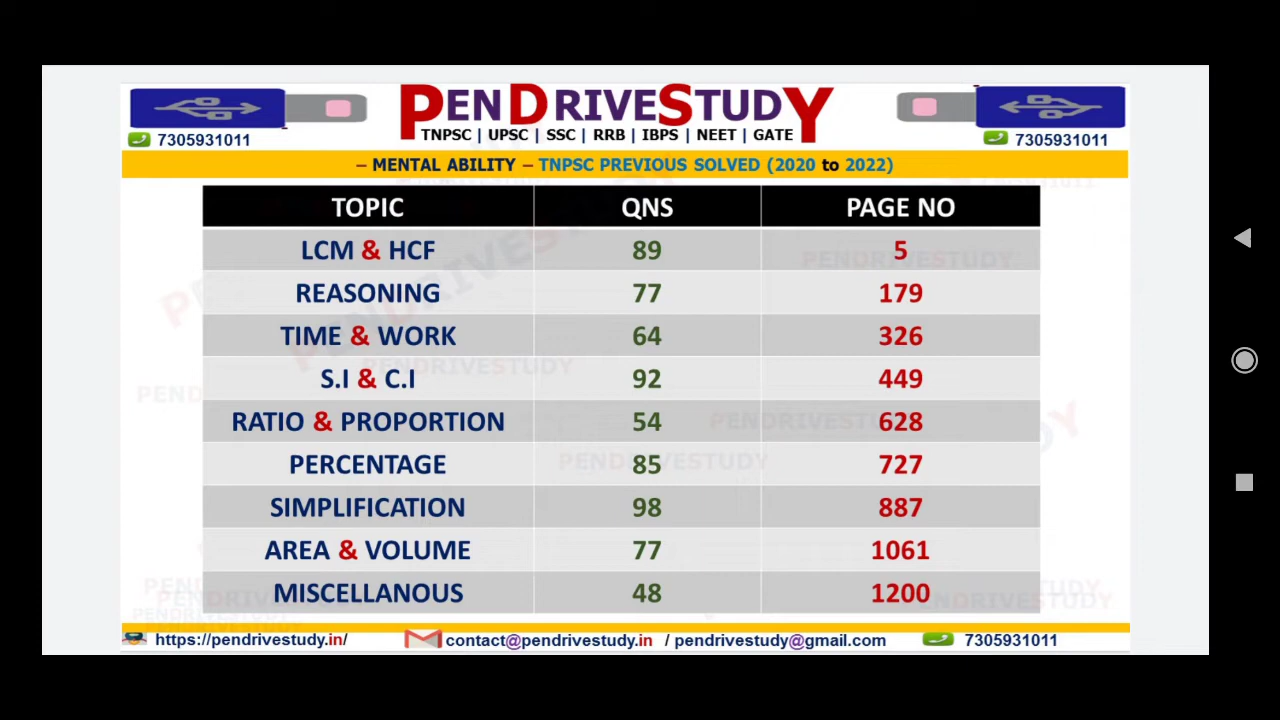 PENDRIVESTUDY
TNPSC | UPSC | SSC | RRB | IBPS | NEET | GATE
7305931011
7305931011
– MENTAL ABILITY – TNPSC PREVIOUS SOLVED (2020 to 2022)
TOPIC QNS PAGE NO
LCM & HCF 89 5
REASONING 77 179
TIME & WORK 64 326
S.I & C.I 92 449
RATIO & PROPORTION 54 628
PERCENTAGE 85 727
SIMPLIFICATION 98 887
AREA & VOLUME 77 1061
MISCELLANOUS 48 1200
https://pendrivestudy.in/ contact@pendrivestudy.in / pendrivestudy@gmail.com 7305931011